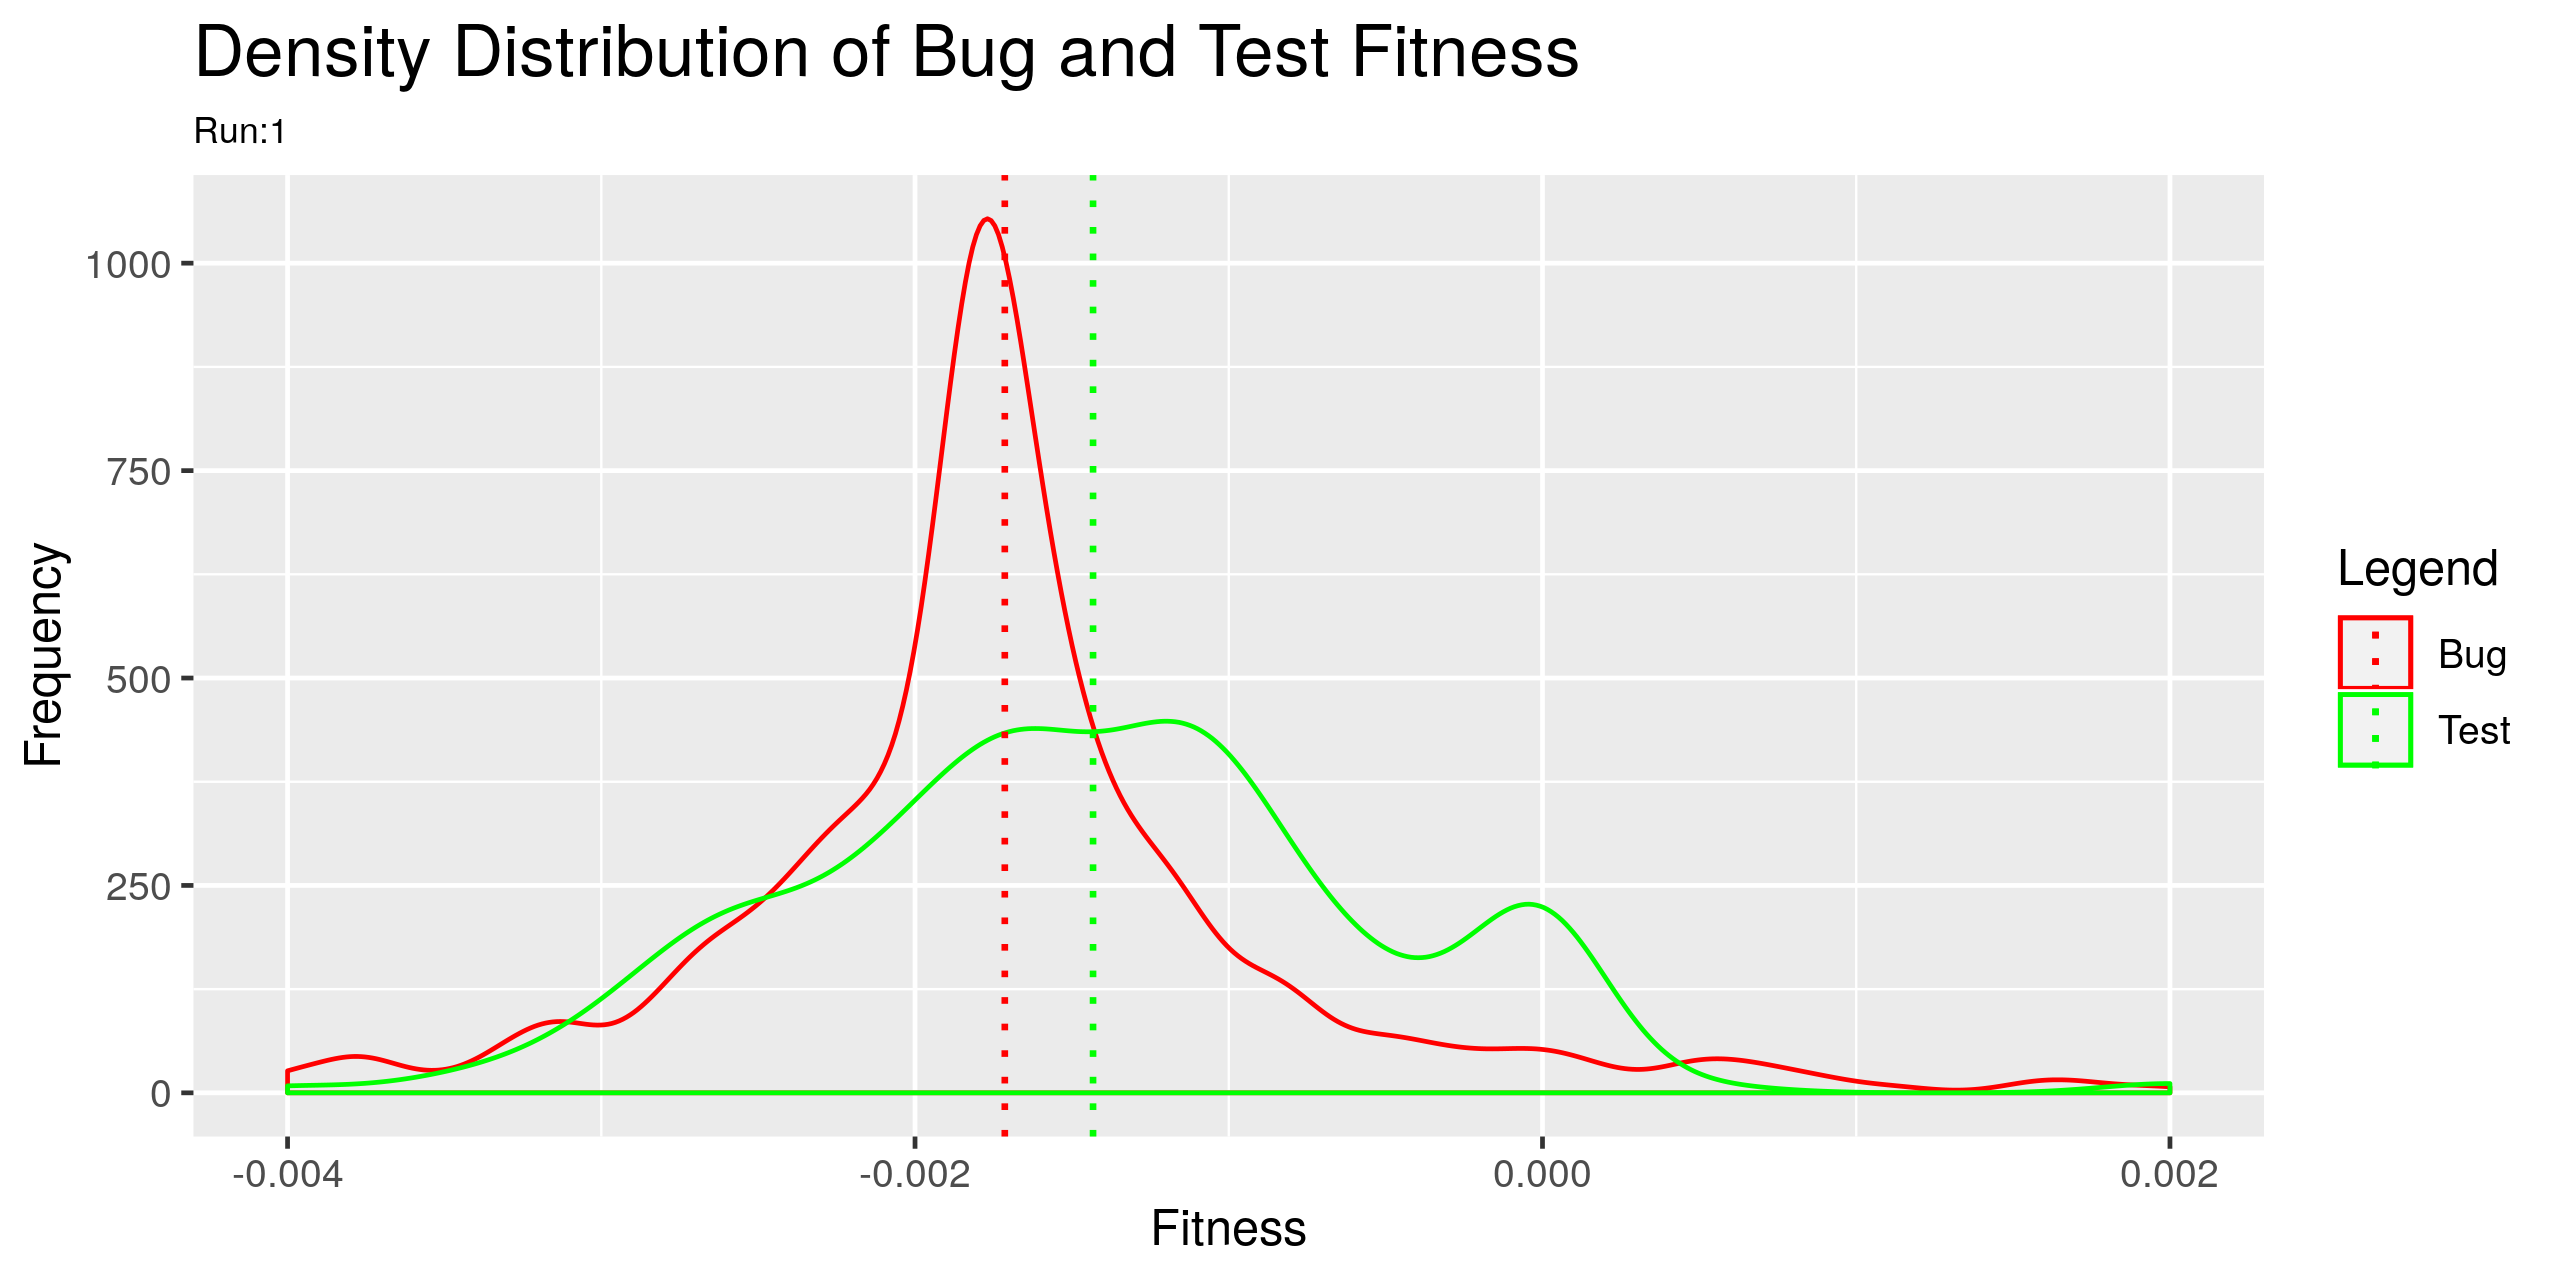 Density Distribution of Bug and Test Fitness
Run:1
1000
750
500
250
0
Frequency
-0.004
-0.002
0.000
0.002
Fitness
Legend
Bug
Test